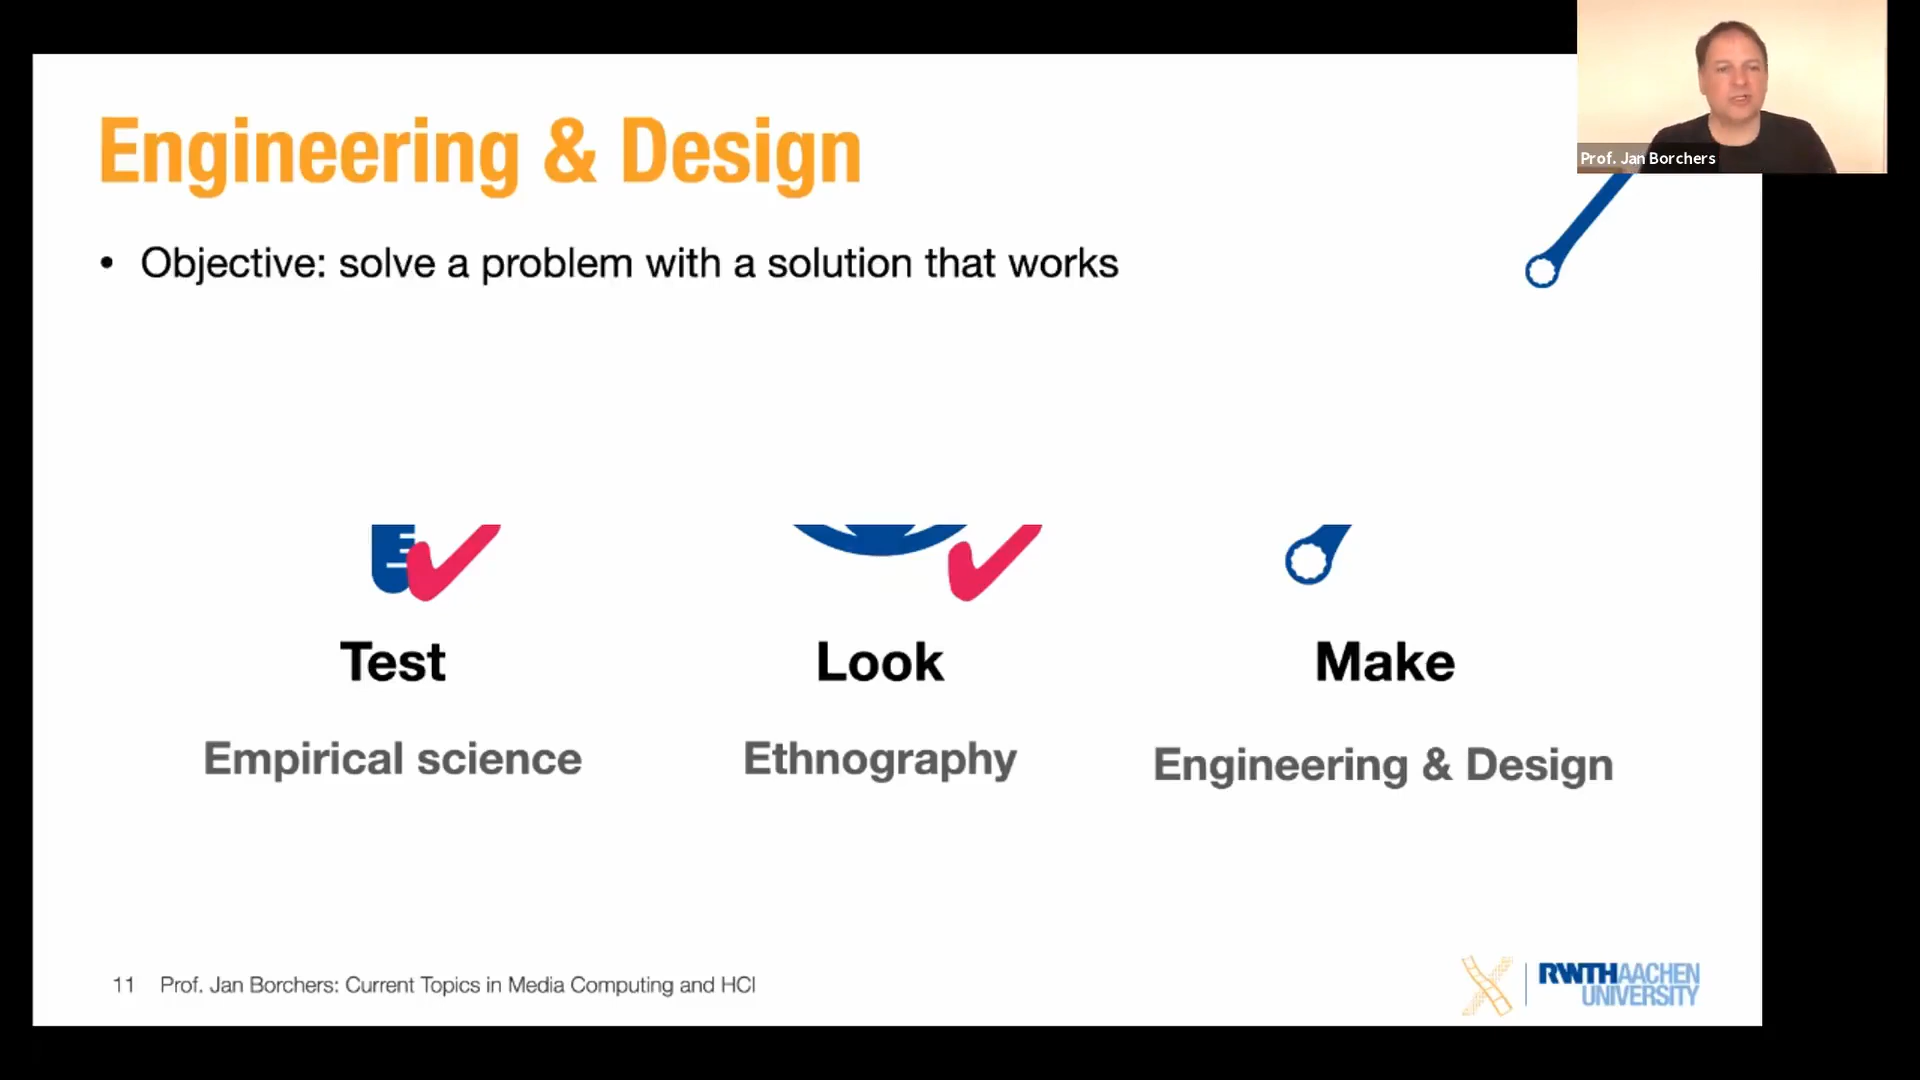 Prof. Jan Borchers
Engineering & Design
• Objective: solve a problem with a solution that works
Test
Look
Make
Empirical science
Ethnography
Engineering & Design
11 Prof. Jan Borchers: Current Topics in Media Computing and HCI
RWTHAACHEN
UNIVERSITY